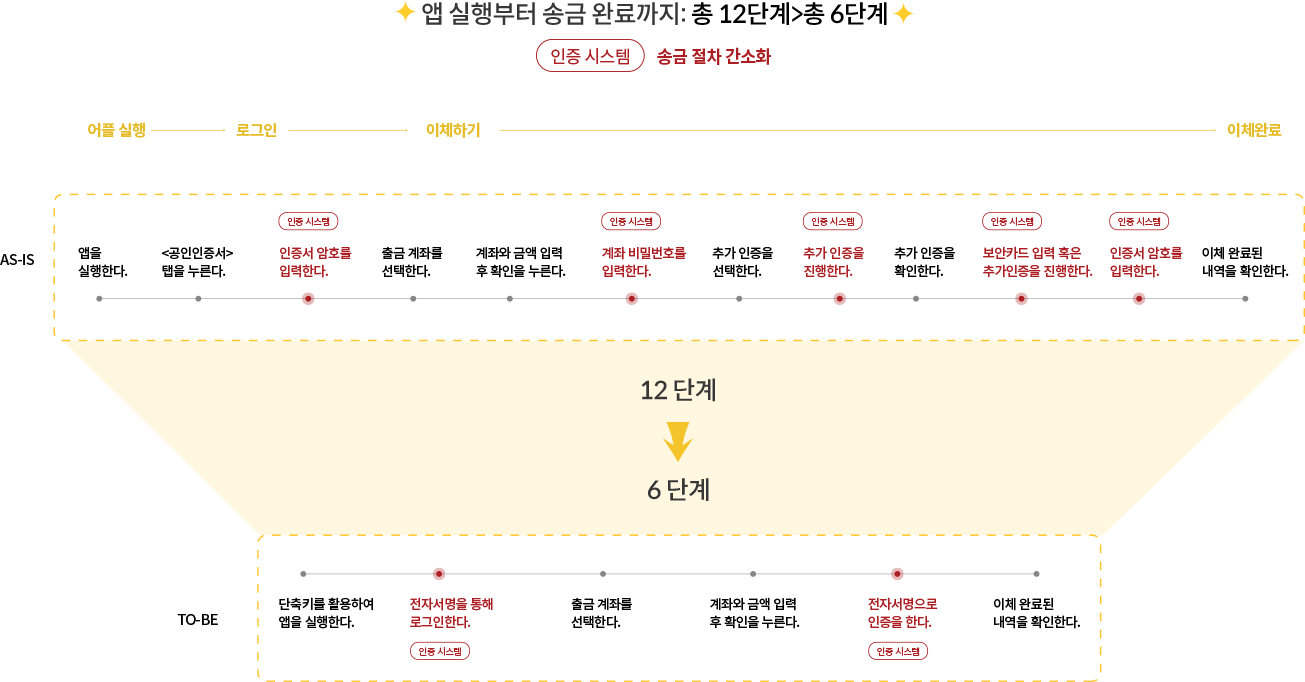 앱 실행부터 송금 완료까지: 총 12단계>총 6단계
인증 시스템 송금 절차 간소화
어플 실행 로그인 이체하기 이체완료
AS-IS
앱을
실행한다.
<공인인증서>
탭을 누른다.
인증 시스템
인증서 암호를
입력한다.
출금 계좌를
선택한다.
계좌와 금액 입력
후 확인을 누른다.
인증 시스템
계좌 비밀번호를
입력한다.
추가 인증을
선택한다.
인증 시스템
추가 인증을
진행한다.
추가 인증을
확인한다.
인증 시스템
보안카드 입력 혹은
추가인증을 진행한다.
인증 시스템
인증서 암호를
입력한다.
이체 완료된
내역을 확인한다.
12 단계
6 단계
TO-BE
단축키를 활용하여
앱을 실행한다.
전자서명을 통해
로그인한다.
인증 시스템
출금 계좌를
선택한다.
계좌와 금액 입력
후 확인을 누른다.
전자서명으로
인증을 한다.
인증 시스템
이체 완료된
내역을 확인한다.